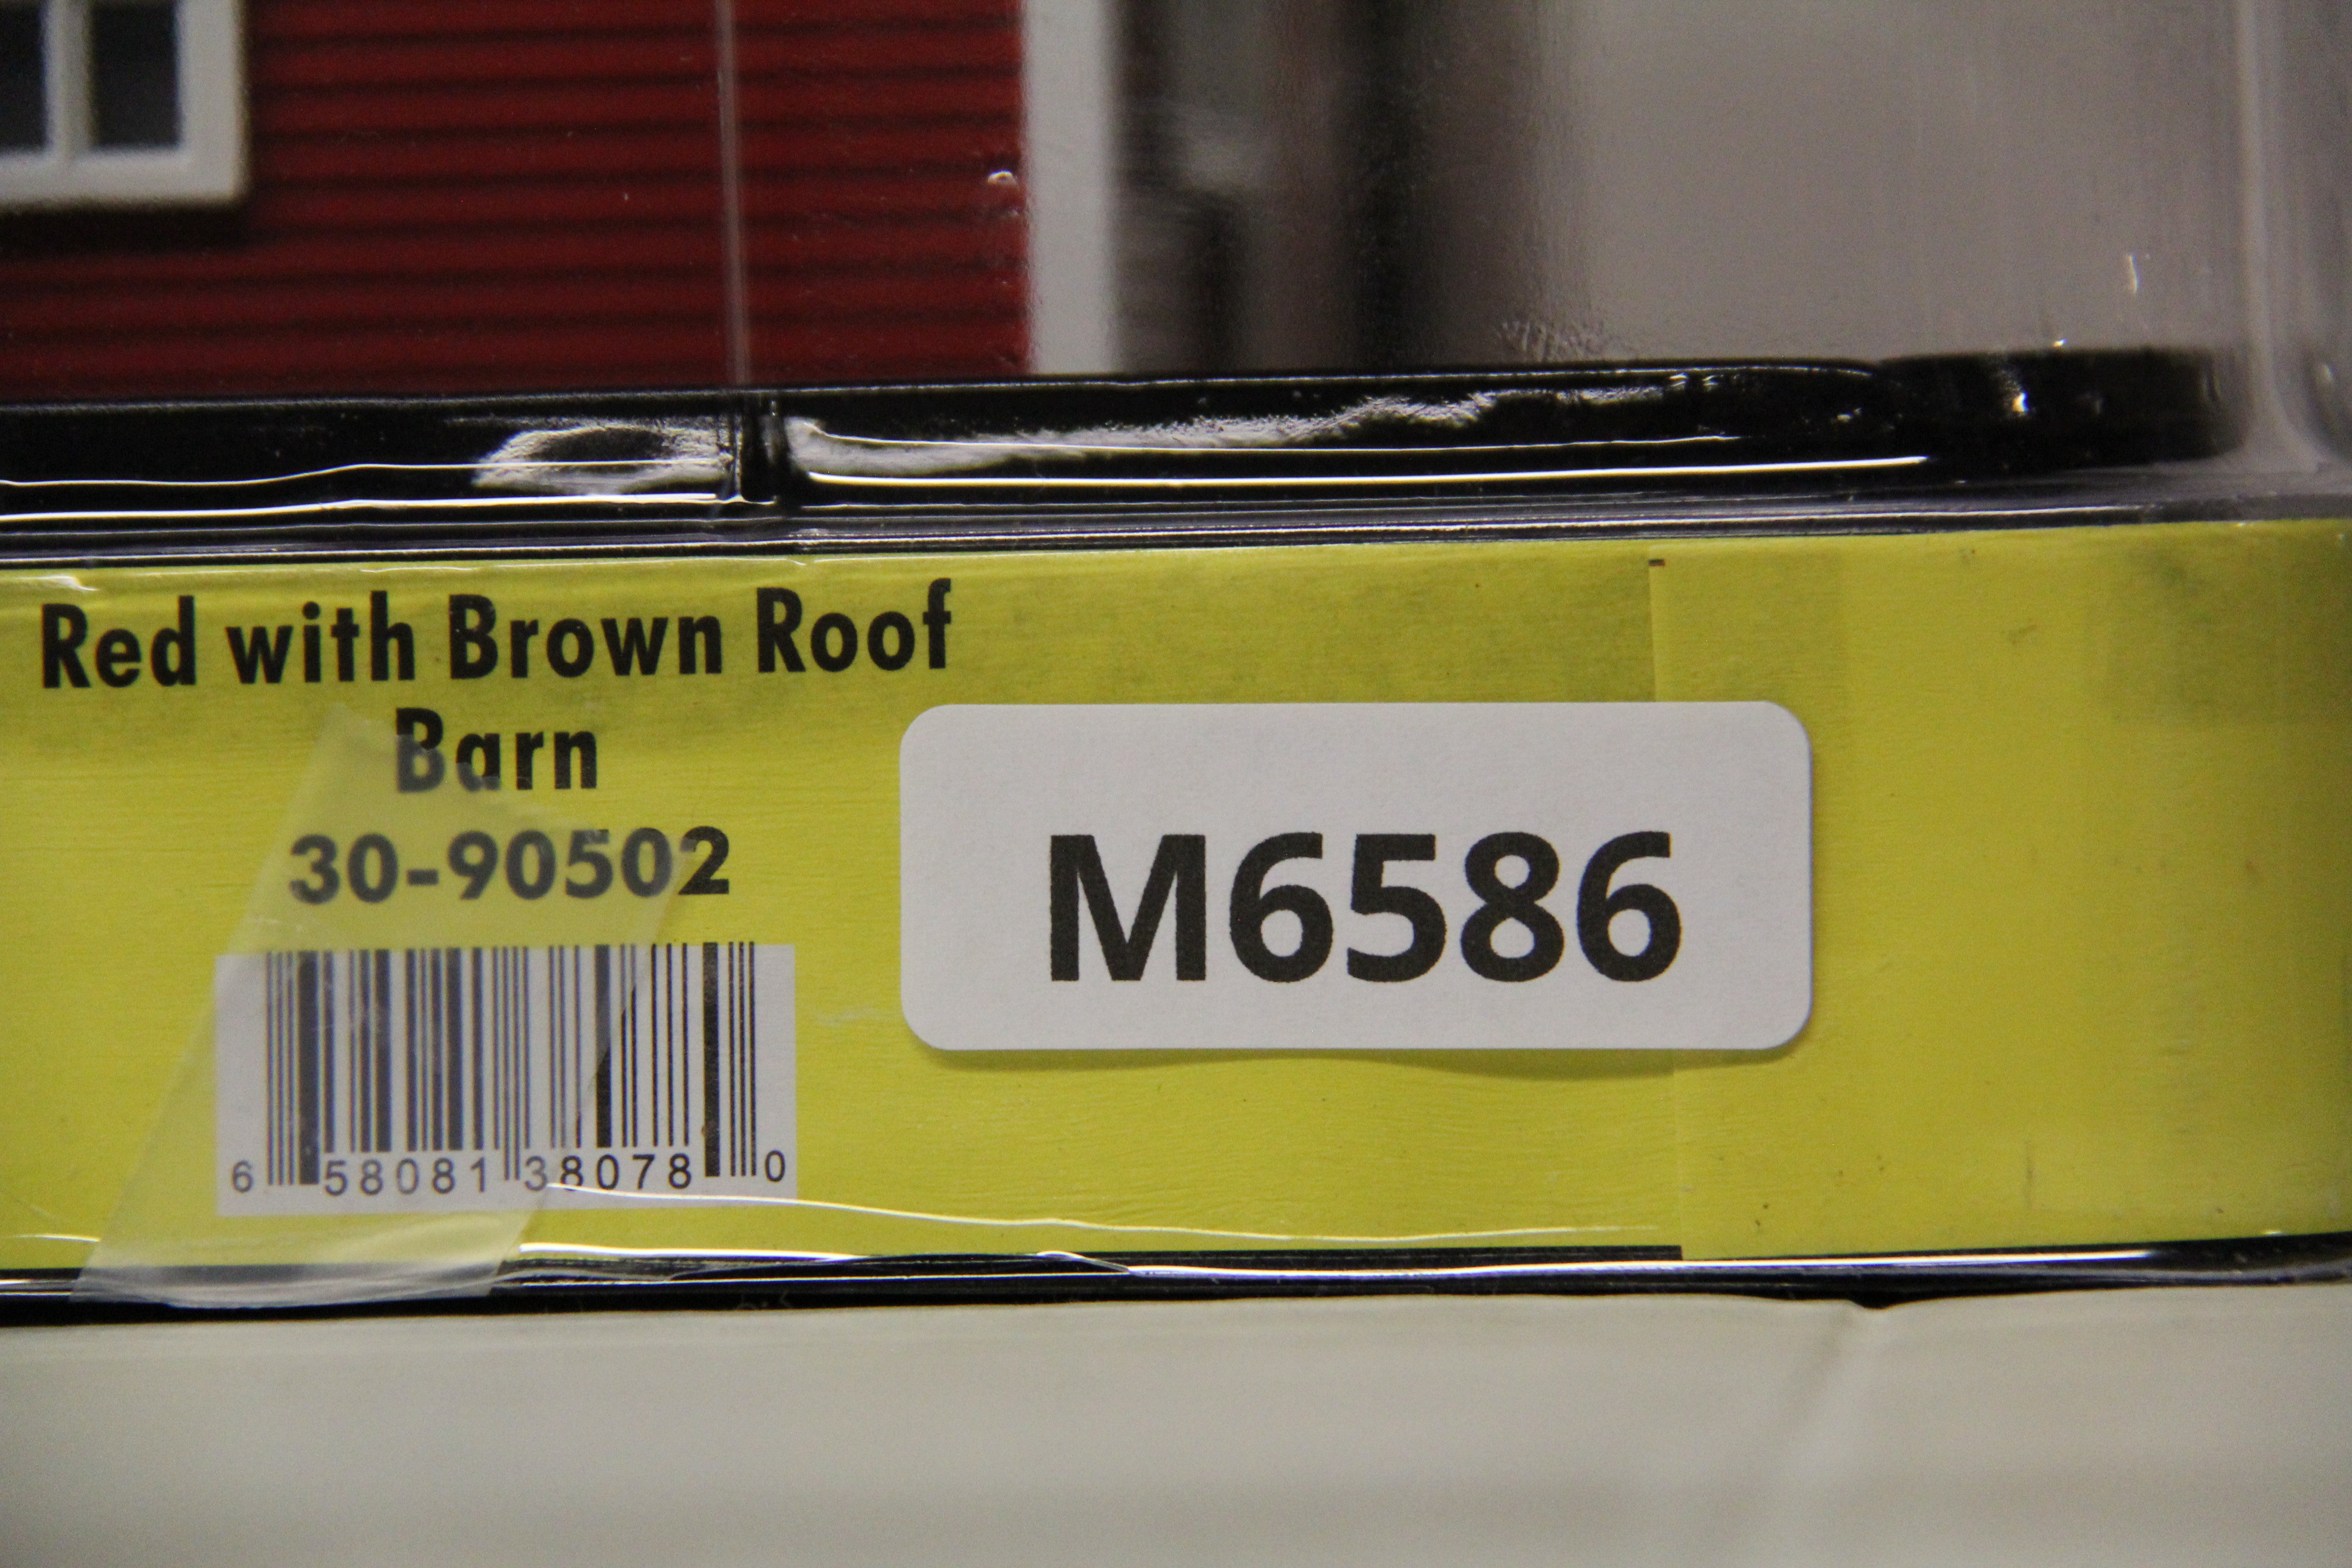 Red with Brown Roof
Barn
30-90502
M6586
6 58081 38078 0